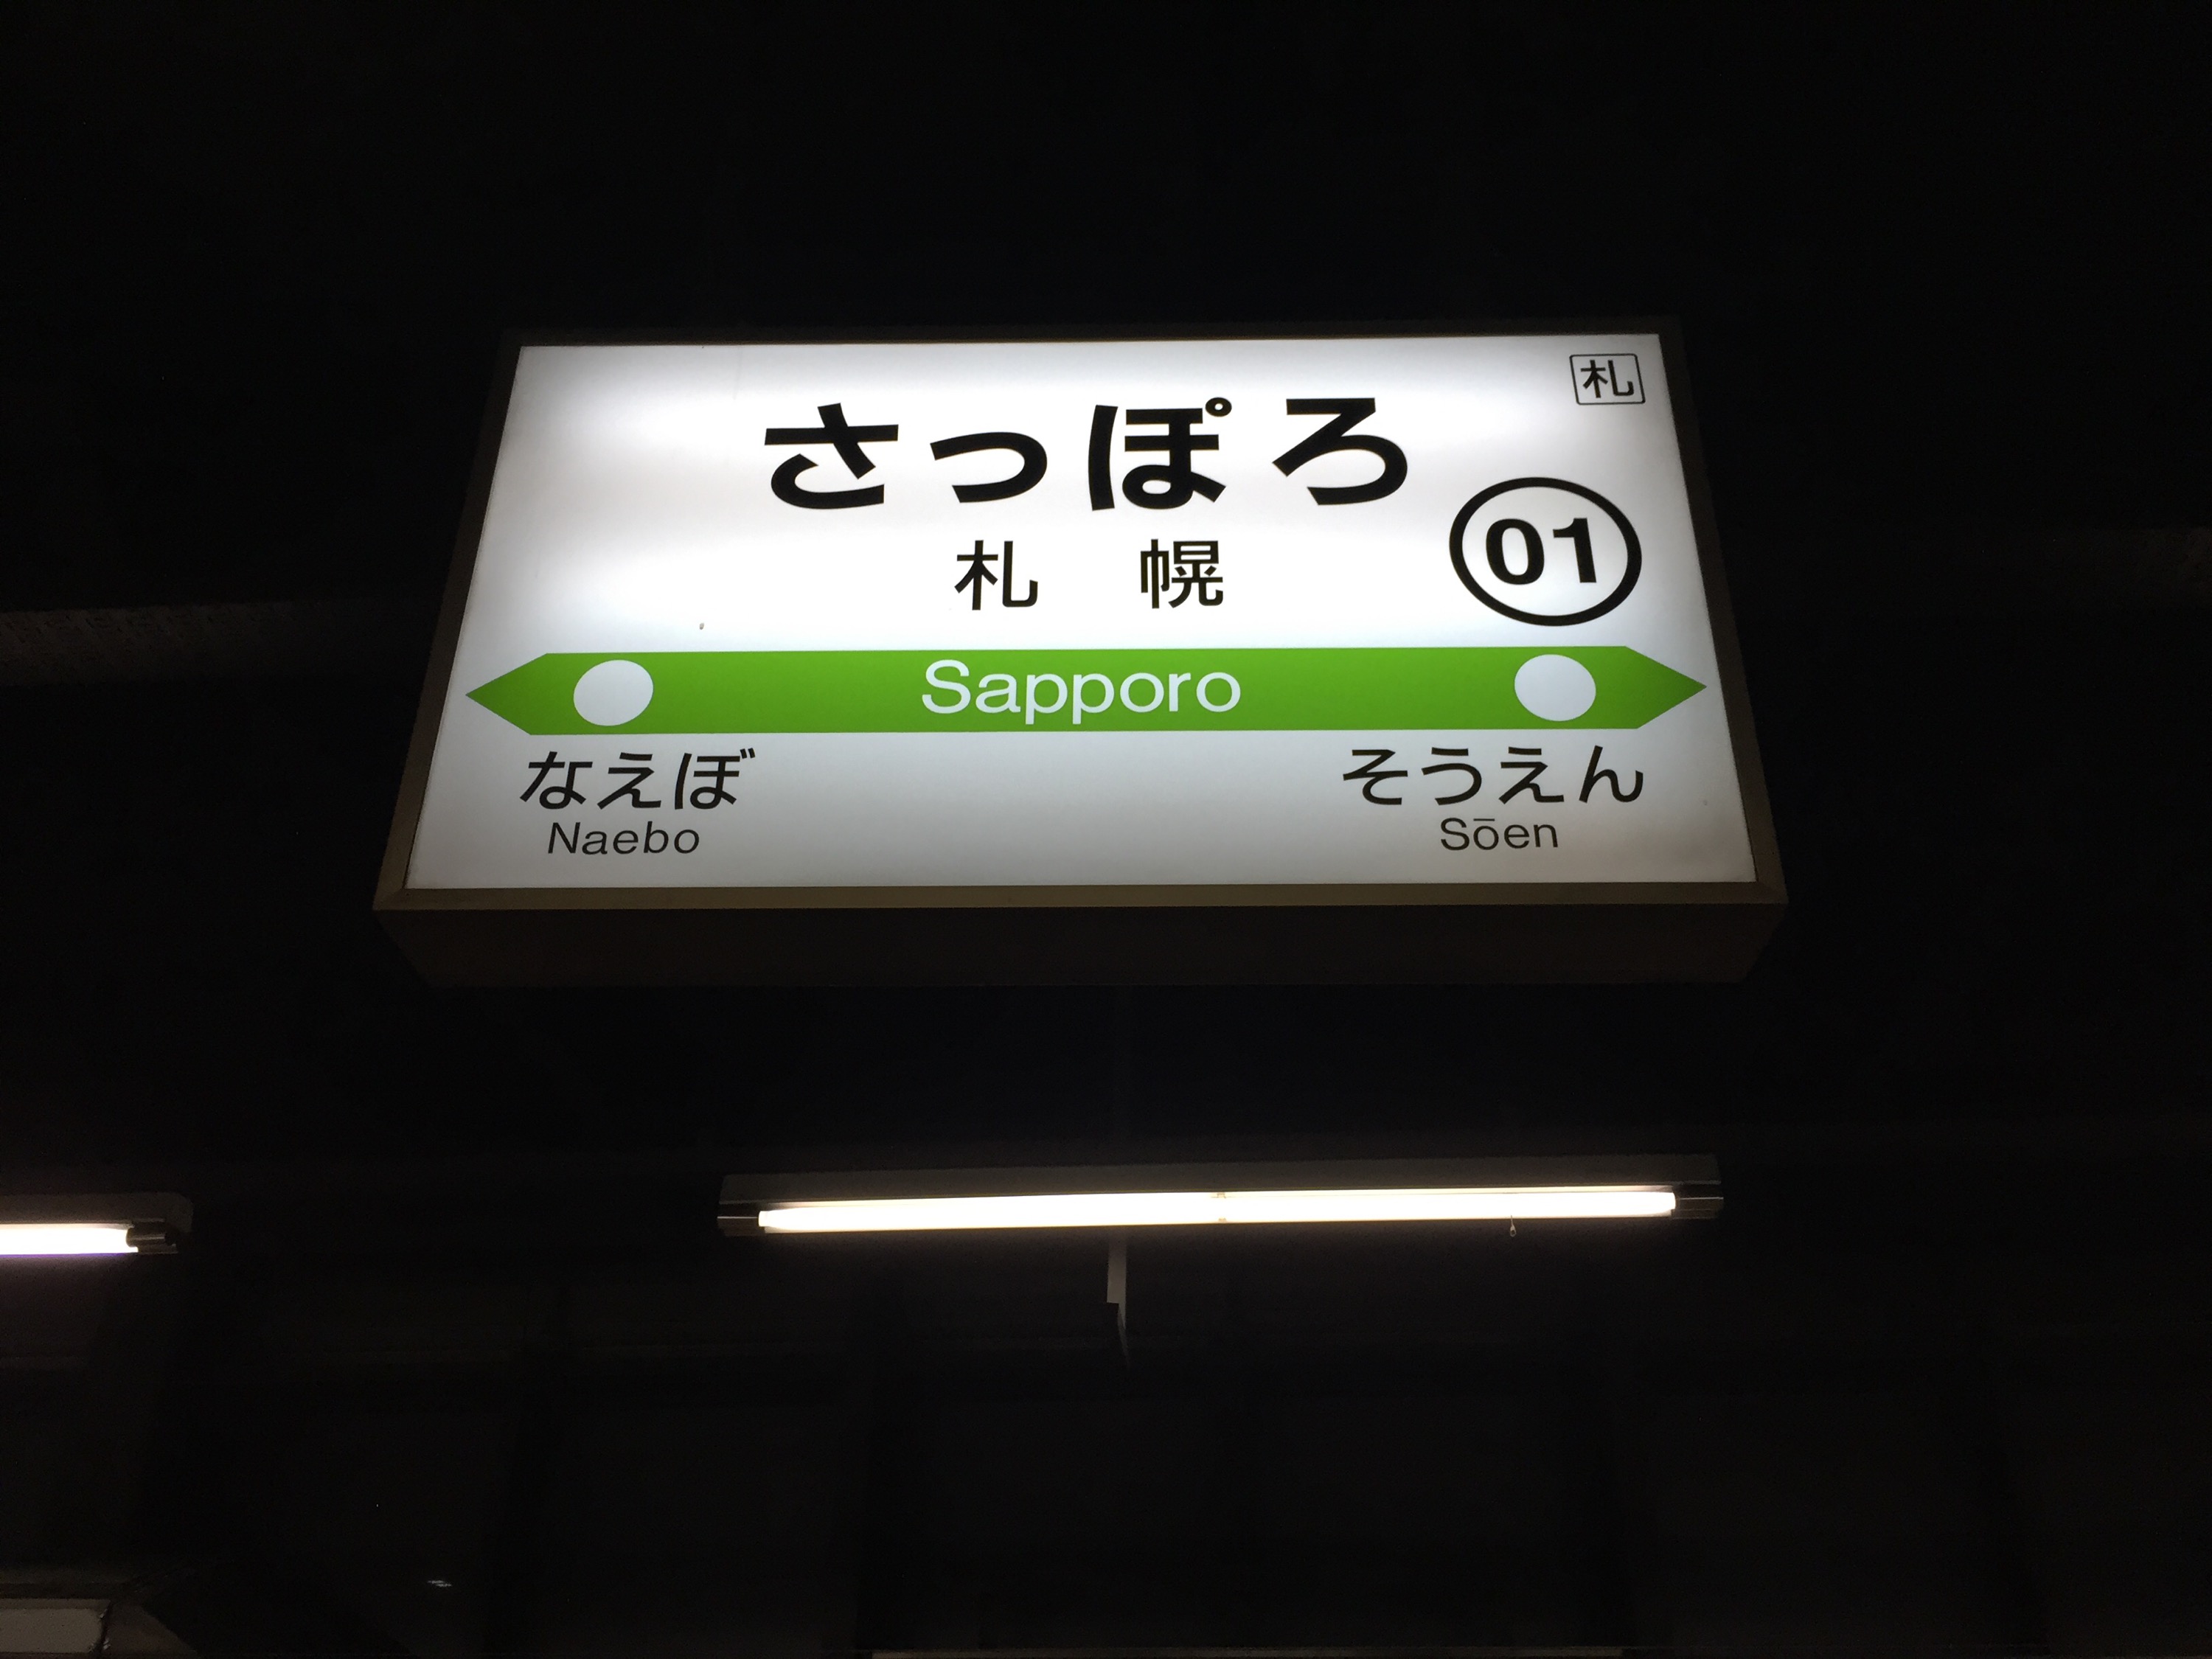 札
さっぽろ
01
札 幌
Sapporo
なえぼ そうえん
Naebo Sōen